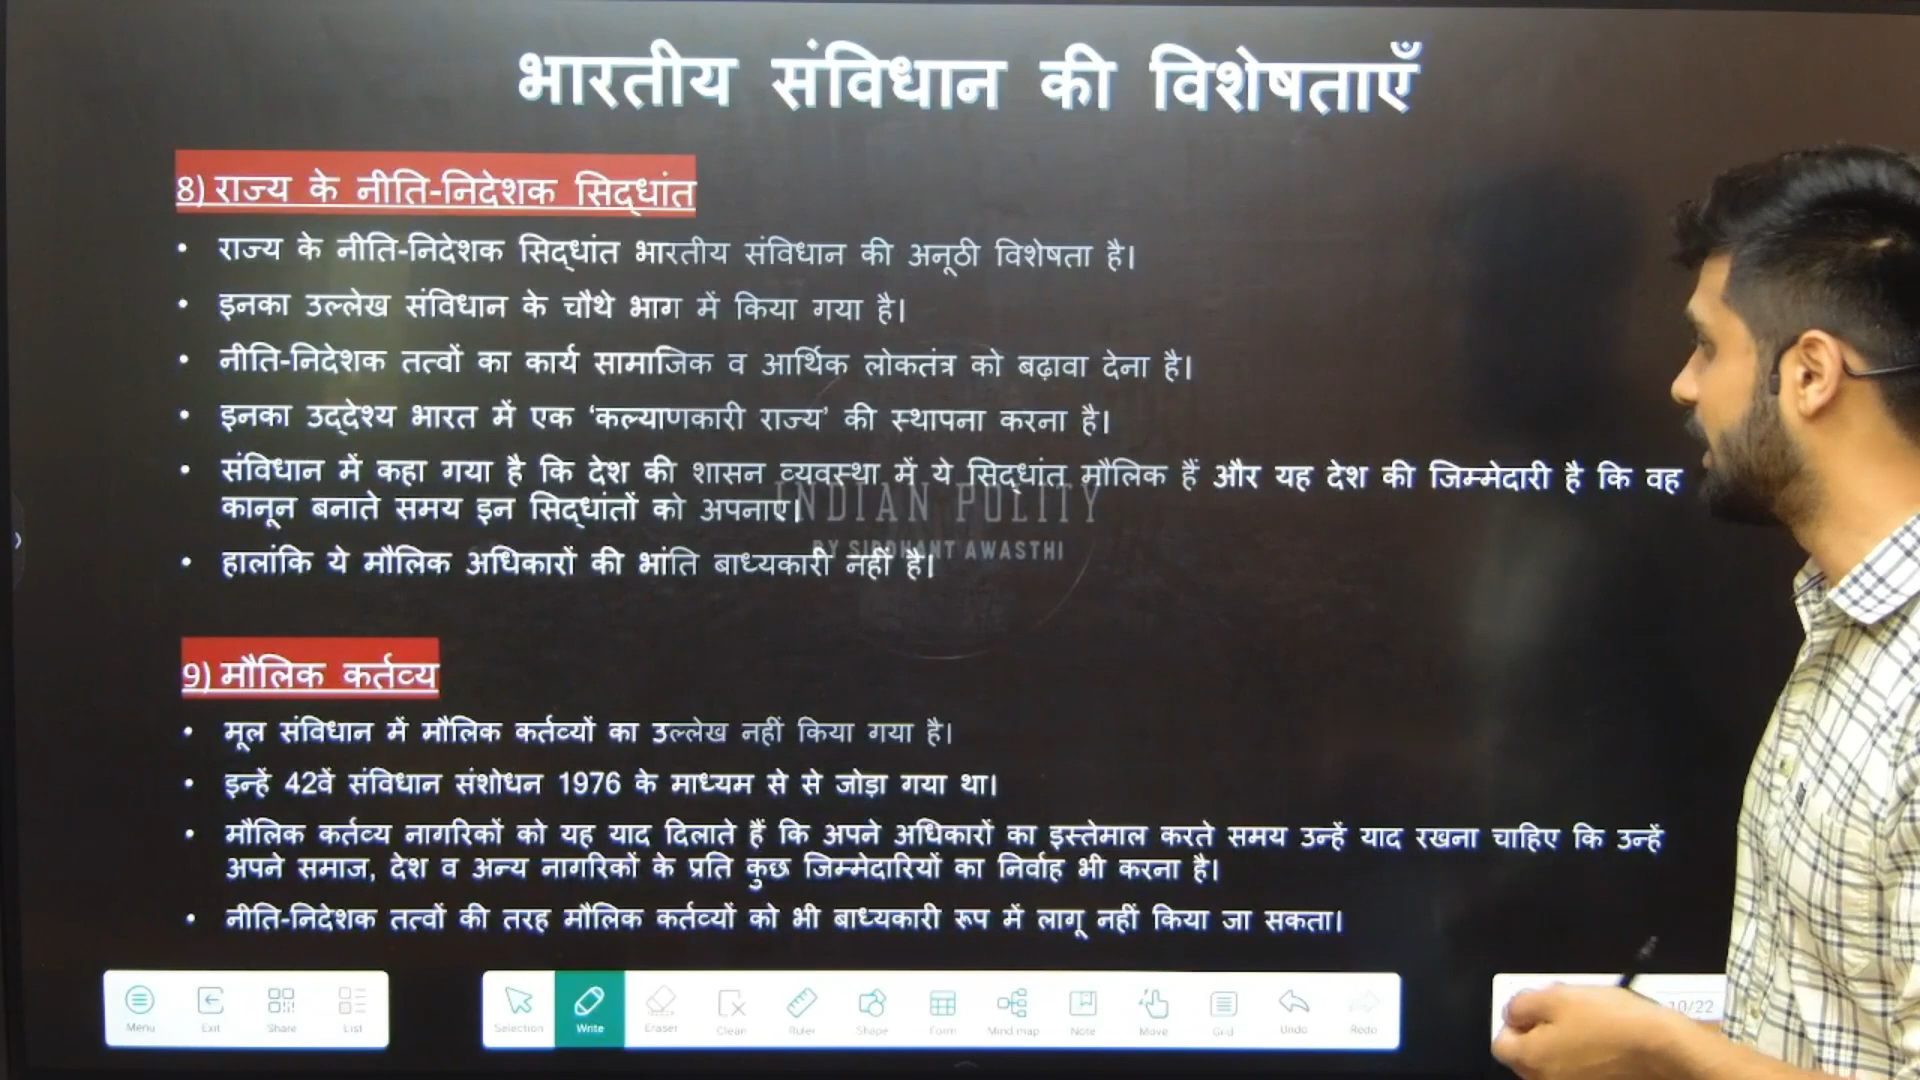 भारतीय संविधान की विशेषताएँ
8) राज्य के नीति-निदेशक सिद्धांत
• राज्य के नीति-निदेशक सिद्धांत भारतीय संविधान की अनूठी विशेषता है।
• इनका उल्लेख संविधान के चौथे भाग में किया गया है।
• नीति-निदेशक तत्वों का कार्य सामाजिक व आर्थिक लोकतंत्र को बढ़ावा देना है।
• इनका उद्देश्य भारत में एक ‘कल्याणकारी राज्य’ की स्थापना करना है।
• संविधान में कहा गया है कि देश की शासन व्यवस्था में ये सिद्धांत मौलिक हैं और यह देश की जिम्मेदारी है कि वह
कानून बनाते समय इन सिद्धांतों को अपनाए।
INDIAN POLITY
BY SIDDHANT AWASTHI
• हालांकि ये मौलिक अधिकारों की भांति बाध्यकारी नहीं है।
9) मौलिक कर्तव्य
• मूल संविधान में मौलिक कर्तव्यों का उल्लेख नहीं किया गया है।
• इन्हें 42वें संविधान संशोधन 1976 के माध्यम से से जोड़ा गया था।
• मौलिक कर्तव्य नागरिकों को यह याद दिलाते हैं कि अपने अधिकारों का इस्तेमाल करते समय उन्हें याद रखना चाहिए कि उन्हें
अपने समाज, देश व अन्य नागरिकों के प्रति कुछ जिम्मेदारियों का निर्वाह भी करना है।
• नीति-निदेशक तत्वों की तरह मौलिक कर्तव्यों को भी बाध्यकारी रूप में लागू नहीं किया जा सकता।
Menu Exit Share List Selection Write Eraser Clean Ruler Shape Form Mind map Note Move Grid Undo Redo 10/22